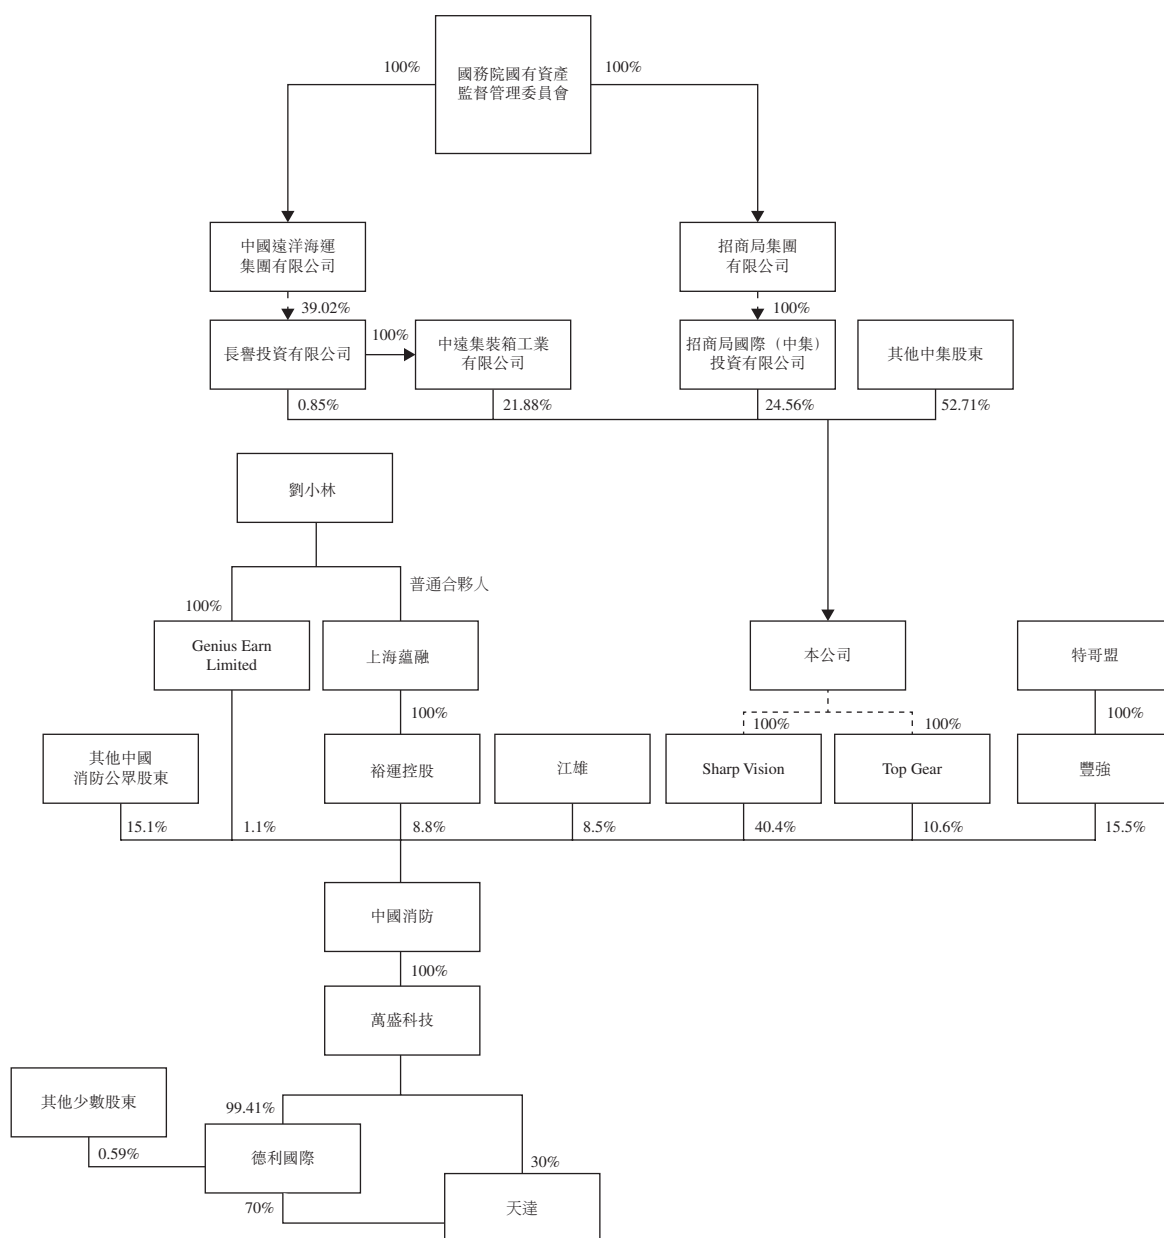 100%
國務院國有資產
監督管理委員會
100%
中國遠洋海運
集團有限公司
招商局集團
有限公司
39.02%
100%
長譽投資有限公司
100%
中遠集裝箱工業
有限公司
招商局國際（中集）
投資有限公司
其他中集股東
0.85%
21.88%
24.56%
52.71%
劉小林
普通合夥人
100%
Genius Earn
Limited
上海蘊融
本公司
特哥盟
100%
100%
100%
100%
其他中國
消防公眾股東
裕運控股
江雄
Sharp Vision
Top Gear
豐強
15.1%
1.1%
8.8%
8.5%
40.4%
10.6%
15.5%
中國消防
100%
萬盛科技
其他少數股東
99.41%
0.59%
德利國際
30%
70%
天達